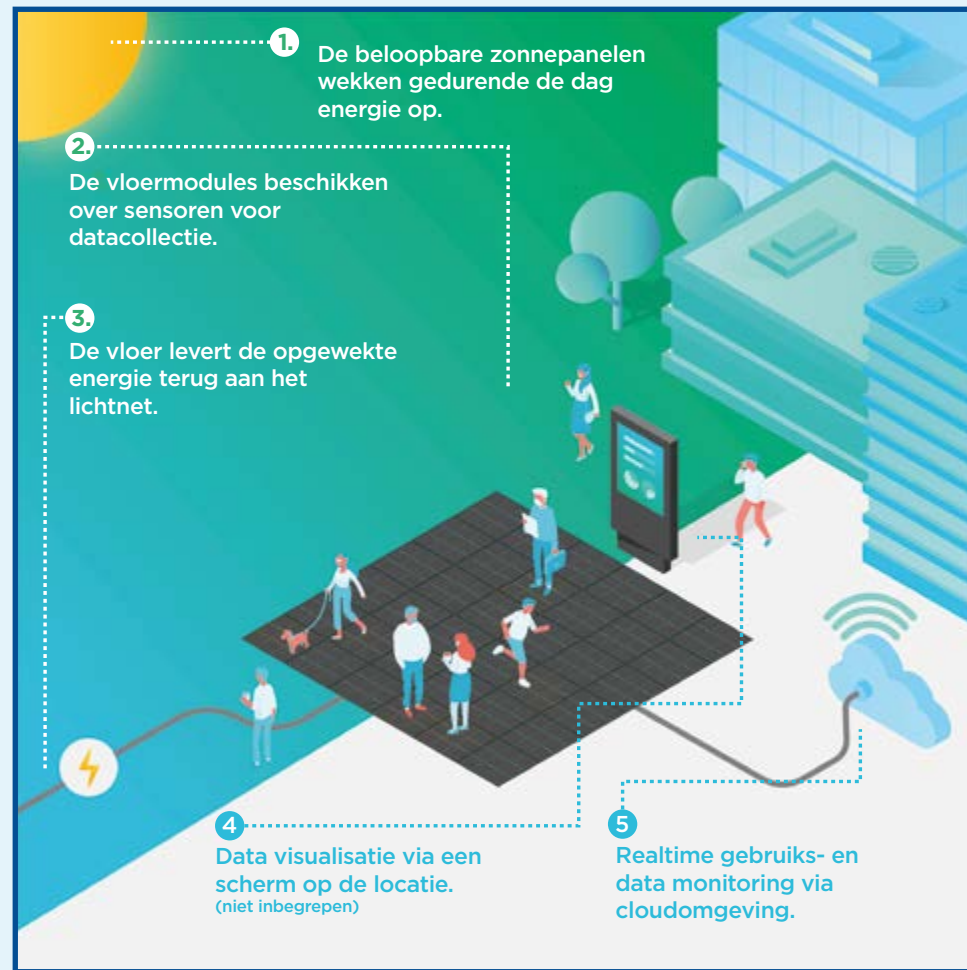 1.
De beloopbare zonnepanelen
wekken gedurende de dag
energie op.
2.
De vloermodules beschikken
over sensoren voor
datacollectie.
3.
De vloer levert de opgewekte
energie terug aan het
lichtnet.
4
Data visualisatie via een
scherm op de locatie.
(niet inbegrepen)
5
Realtime gebruiks- en
data monitoring via
cloudomgeving.